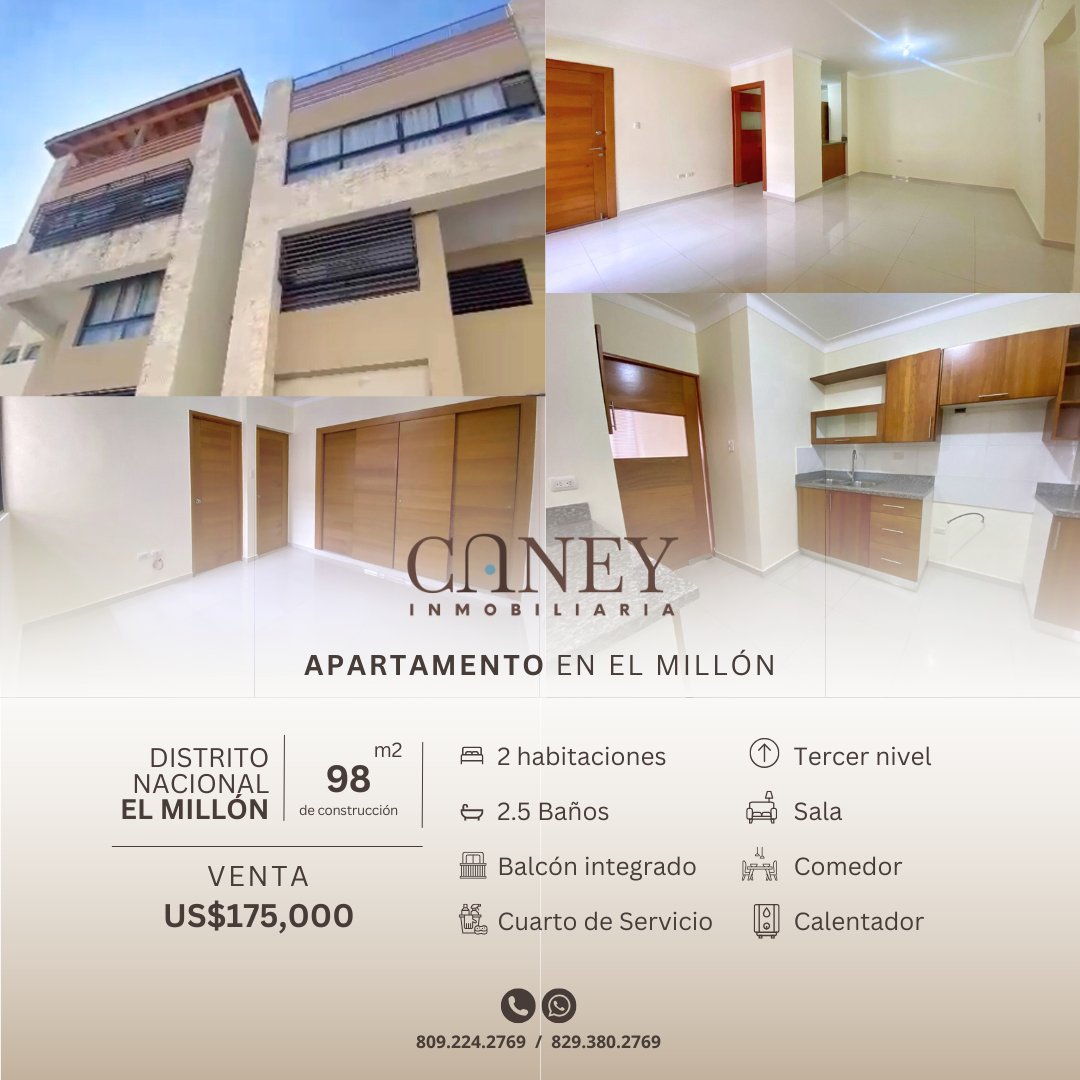 CANEY
INMOBILIARIA
APARTAMENTO EN EL MILLÓN
DISTRITO
NACIONAL
EL MILLÓN
m2
98
de construcción
VENTA
US$175,000
2 habitaciones
2.5 Baños
Balcón integrado
Cuarto de Servicio
Tercer nivel
Sala
Comedor
Calentador
809.224.2769 / 829.380.2769